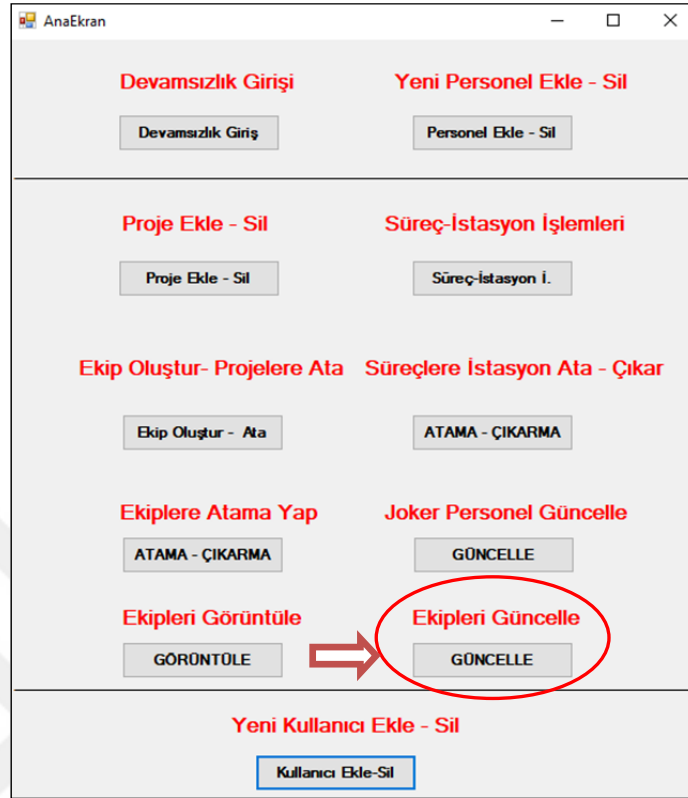 AnaEkran
Devamsızlık Girişi
Yeni Personel Ekle - Sil
Devamsızlık Giriş
Personel Ekle - Sil
Proje Ekle - Sil
Süreç-İstasyon İşlemleri
Proje Ekle - Sil
Süreç-İstasyon İ.
Ekip Oluştur- Projelere Ata
Süreçlere İstasyon Ata - Çıkar
Ekip Oluştur - Ata
ATAMA - ÇIKARMA
Ekiplere Atama Yap
Joker Personel Güncelle
ATAMA - ÇIKARMA
GÜNCELLE
Ekipleri Görüntüle
Ekipleri Güncelle
GÖRÜNTÜLE
GÜNCELLE
Yeni Kullanıcı Ekle - Sil
Kullanıcı Ekle-Sil